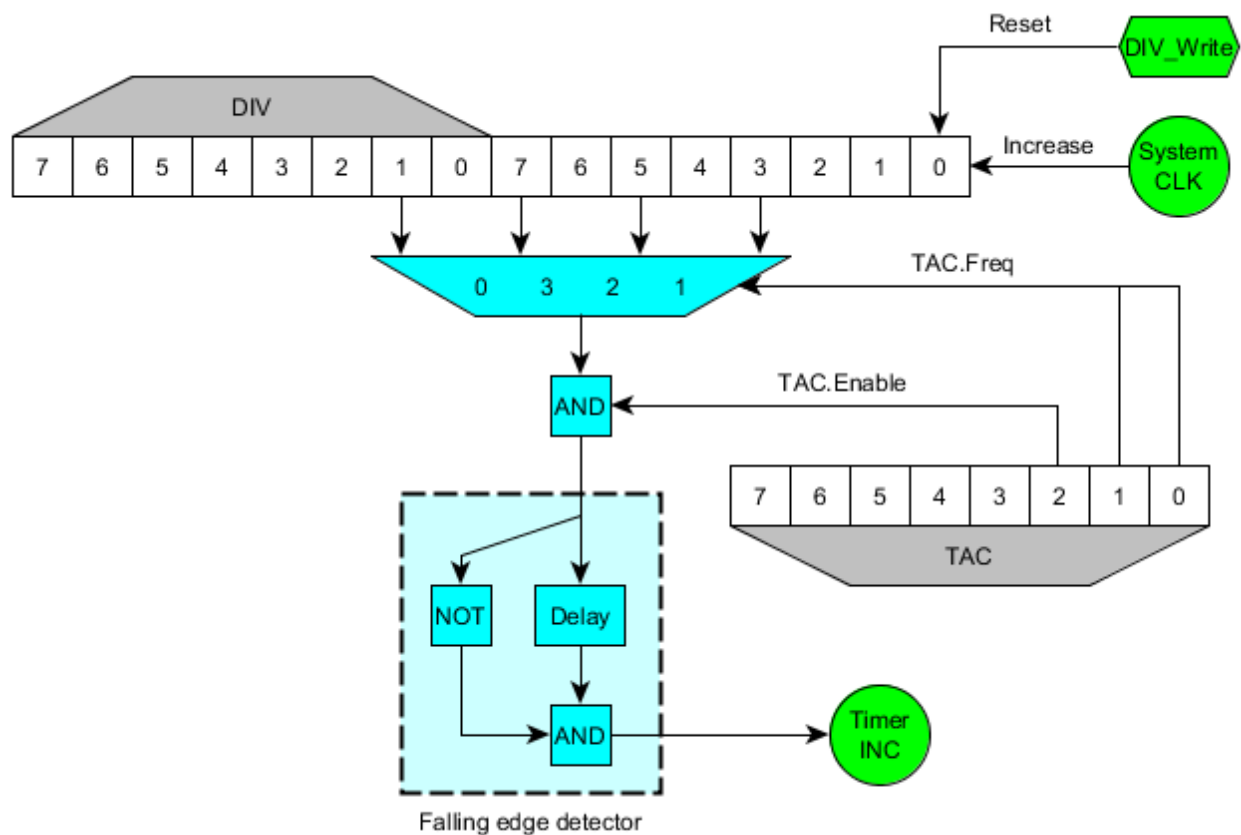 Reset
DIV_Write
DIV
7 6 5 4 3 2 1 0 7 6 5 4 3 2 1 0
Increase
System
CLK
0 3 2 1
TAC.Freq
AND
TAC.Enable
7 6 5 4 3 2 1 0
TAC
NOT
Delay
AND
Timer
INC
Falling edge detector